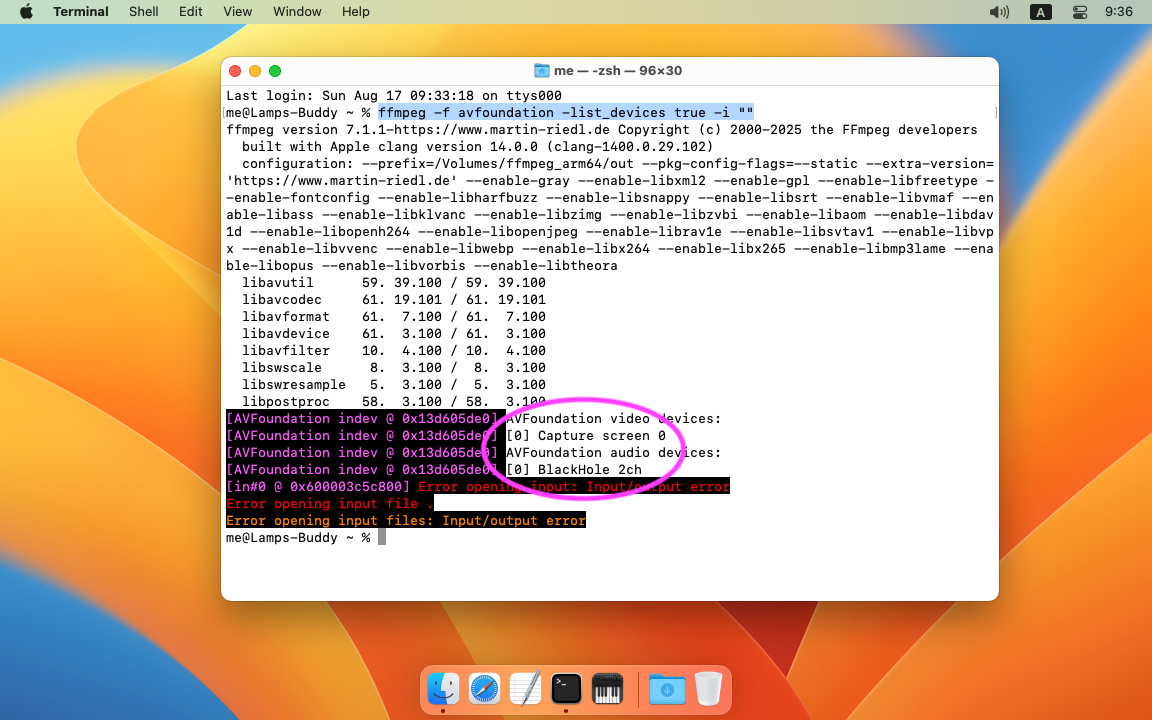 Terminal Shell Edit View Window Help A 9:36
me — -zsh — 96×30
Last login: Sun Aug 17 09:33:18 on ttys000
[me@Lamps-Buddy ~ % ffmpeg -f avfoundation -list_devices true -i "" ]
ffmpeg version 7.1.1-https://www.martin-riedl.de Copyright (c) 2000-2025 the FFmpeg developers
  built with Apple clang version 14.0.0 (clang-1400.0.29.102)
  configuration: --prefix=/Volumes/ffmpeg_arm64/out --pkg-config-flags=--static --extra-version=
'https://www.martin-riedl.de' --enable-gray --enable-libxml2 --enable-gpl --enable-libfreetype -
-enable-fontconfig --enable-libharfbuzz --enable-libsnappy --enable-libsrt --enable-libvmaf --en
able-libass --enable-libklvanc --enable-libzimg --enable-libzvbi --enable-libaom --enable-libdav
1d --enable-libopenh264 --enable-libopenjpeg --enable-librav1e --enable-libsvtav1 --enable-libvp
x --enable-libvvenc --enable-libwebp --enable-libx264 --enable-libx265 --enable-libmp3lame --ena
ble-libopus --enable-libvorbis --enable-libtheora
  libavutil      59. 39.100 / 59. 39.100
  libavcodec     61. 19.101 / 61. 19.101
  libavformat    61.  7.100 / 61.  7.100
  libavdevice    61.  3.100 / 61.  3.100
  libavfilter    10.  4.100 / 10.  4.100
  libswscale      8.  3.100 /  8.  3.100
  libswresample   5.  3.100 /  5.  3.100
  libpostproc    58.  3.100 / 58.  3.100
[AVFoundation indev @ 0x13d605de0] AVFoundation video devices:
[AVFoundation indev @ 0x13d605de0] [0] Capture screen 0
[AVFoundation indev @ 0x13d605de0] AVFoundation audio devices:
[AVFoundation indev @ 0x13d605de0] [0] BlackHole 2ch
[in#0 @ 0x600003c5c800] Error opening input: Input/output error
Error opening input file .
Error opening input files: Input/output error
me@Lamps-Buddy ~ %